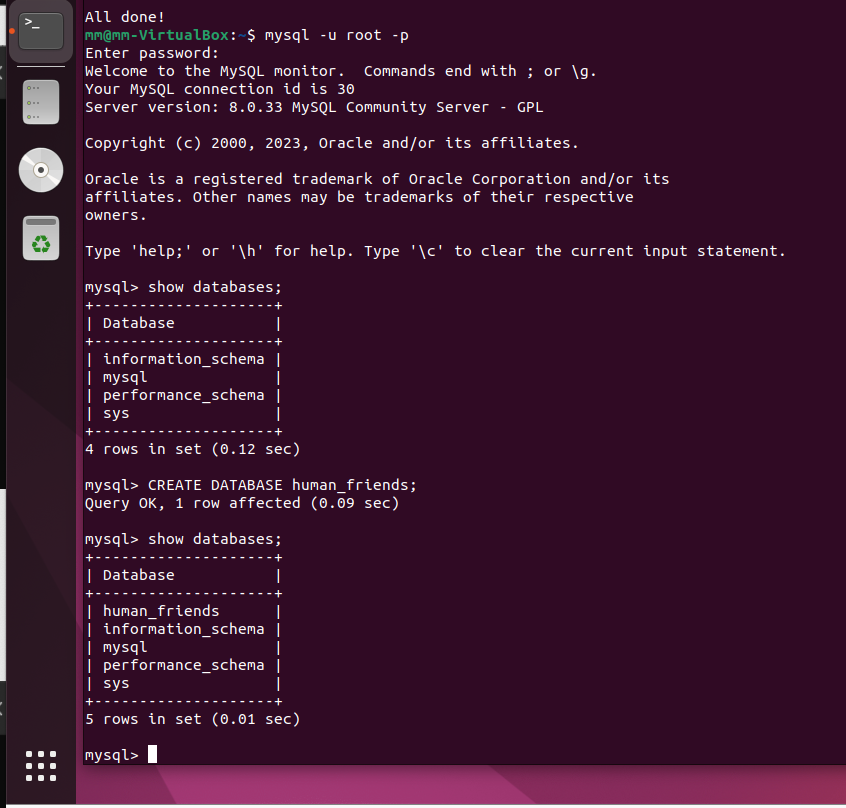 All done!
mm@mm-VirtualBox:~$ mysql -u root -p
Enter password:
Welcome to the MySQL monitor.  Commands end with ; or \g.
Your MySQL connection id is 30
Server version: 8.0.33 MySQL Community Server - GPL

Copyright (c) 2000, 2023, Oracle and/or its affiliates.

Oracle is a registered trademark of Oracle Corporation and/or its
affiliates. Other names may be trademarks of their respective
owners.

Type 'help;' or '\h' for help. Type '\c' to clear the current input statement.

mysql> show databases;
+--------------------+
| Database           |
+--------------------+
| information_schema |
| mysql              |
| performance_schema |
| sys                |
+--------------------+
4 rows in set (0.12 sec)

mysql> CREATE DATABASE human_friends;
Query OK, 1 row affected (0.09 sec)

mysql> show databases;
+--------------------+
| Database           |
+--------------------+
| human_friends      |
| information_schema |
| mysql              |
| performance_schema |
| sys                |
+--------------------+
5 rows in set (0.01 sec)

mysql>